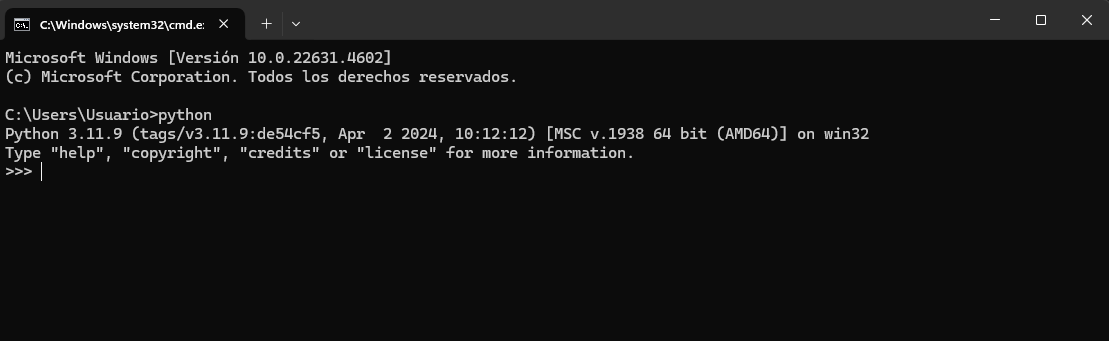 C:\Windows\system32\cmd.e
Microsoft Windows [Versión 10.0.22631.4602]
(c) Microsoft Corporation. Todos los derechos reservados.
C:\Users\Usuario>python
Python 3.11.9 (tags/v3.11.9:de54cf5, Apr  2 2024, 10:12:12) [MSC v.1938 64 bit (AMD64)] on win32
Type "help", "copyright", "credits" or "license" for more information.
>>>